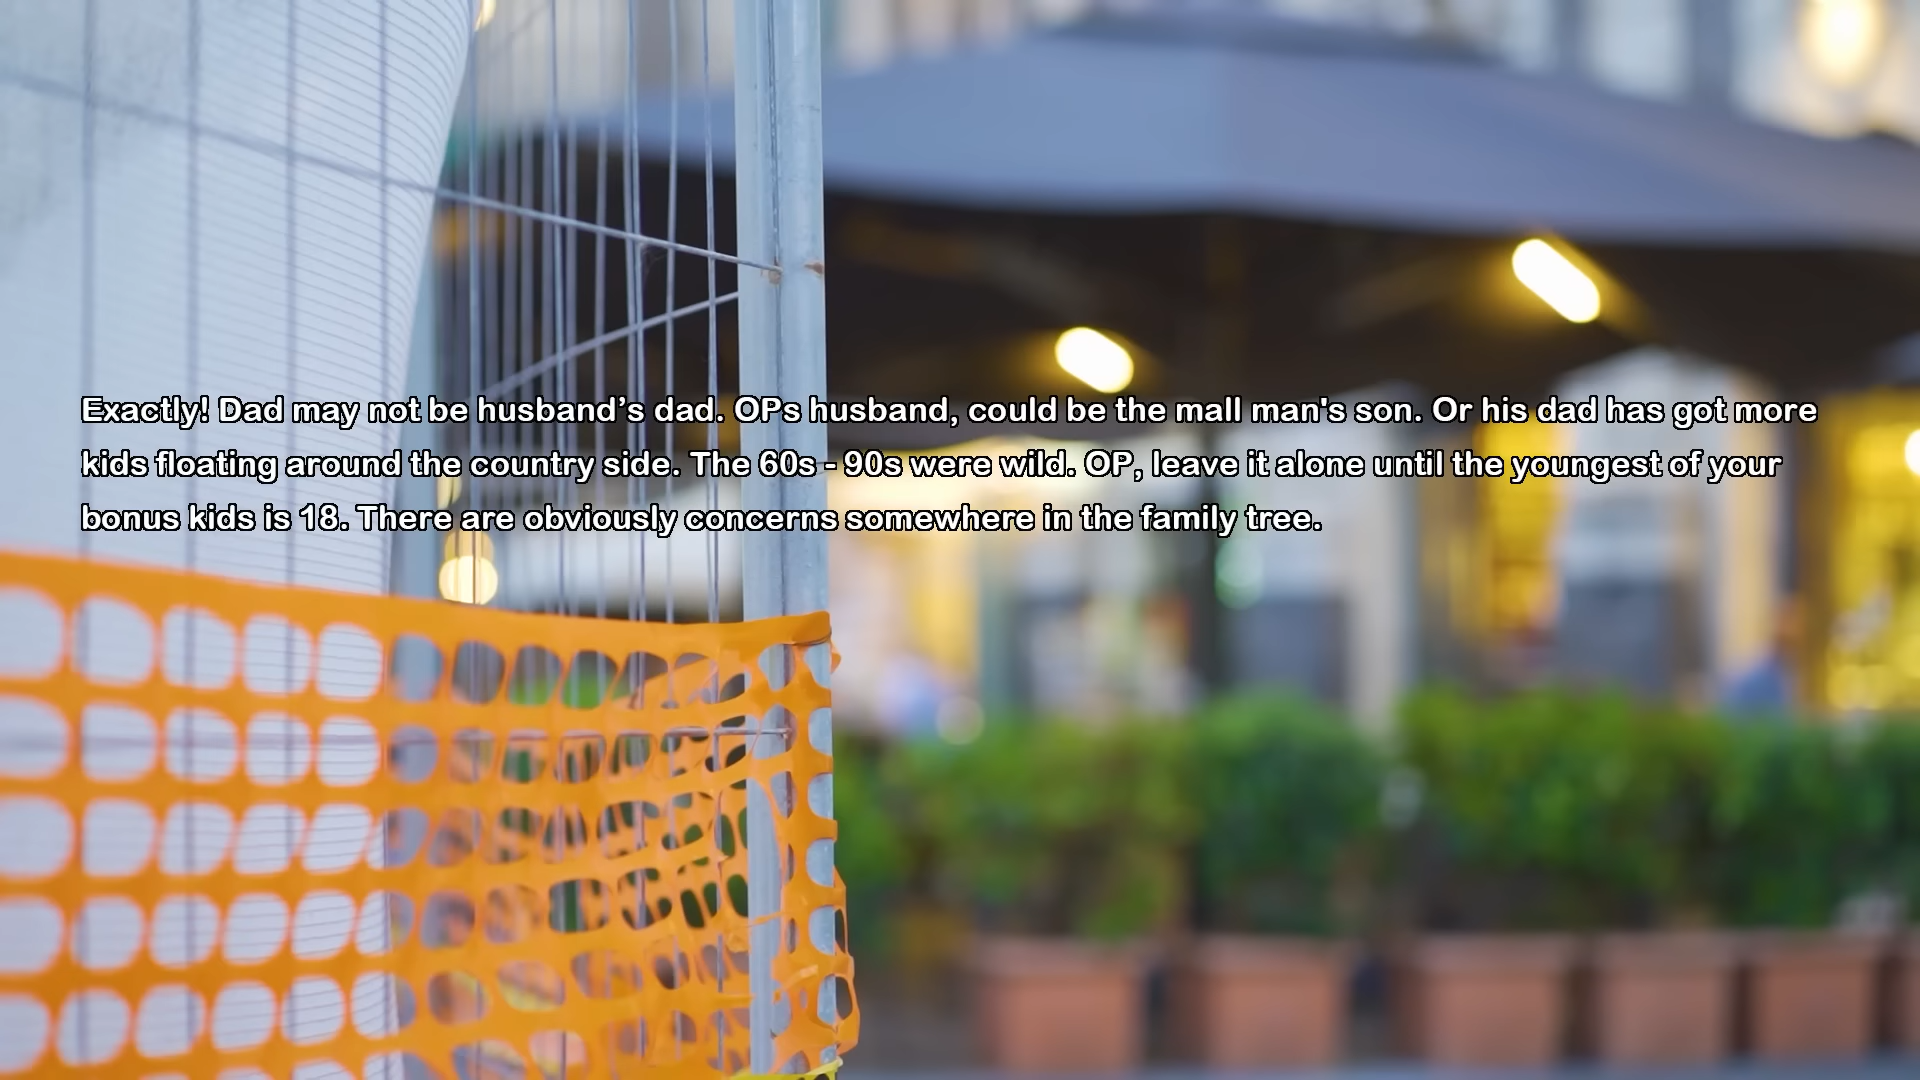 Exactly! Dad may not be husband’s dad. OPs husband, could be the mall man's son. Or his dad has got more
kids floating around the country side. The 60s - 90s were wild. OP, leave it alone until the youngest of your
bonus kids is 18. There are obviously concerns somewhere in the family tree.